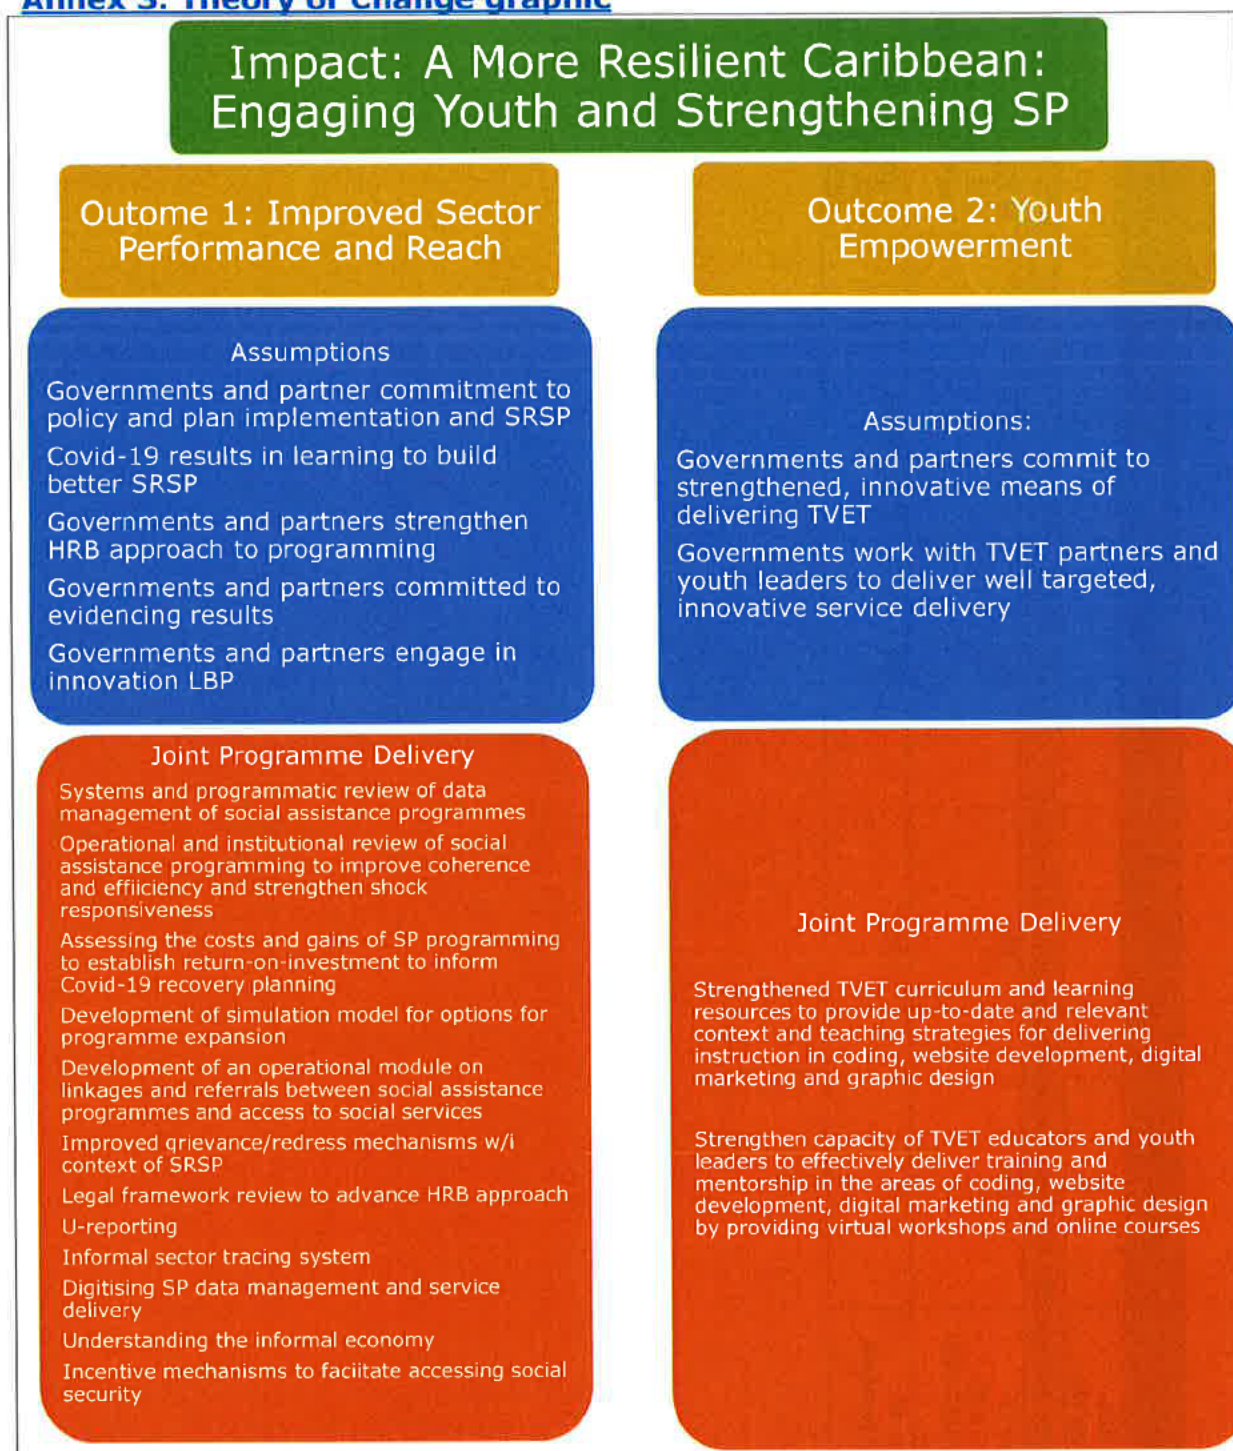 Annex 3: Theory of Change graphic
Impact: A More Resilient Caribbean:
Engaging Youth and Strengthening SP
Outome 1: Improved Sector
Performance and Reach
Assumptions
Governments and partner commitment to
policy and plan implementation and SRSP
Covid-19 results in learning to build
better SRSP
Governments and partners strengthen
HRB approach to programming
Governments and partners committed to
evidencing results
Governments and partners engage in
innovation LBP
Joint Programme Delivery
Systems and programmatic review of data
management of social assistance programmes
Operational and institutional review of social
assistance programming to improve coherence
and effiiciency and strengthen shock
responsiveness
Assessing the costs and gains of SP programming
to establish return-on-investment to inform
Covid-19 recovery planning
Development of simulation model for options for
programme expansion
Development of an operational module on
linkages and referrals between social assistance
programmes and access to social services
Improved grievance/redress mechanisms w/i
context of SRSP
Legal framework review to advance HRB approach
U-reporting
Informal sector tracing system
Digitising SP data management and service
delivery
Understanding the informal economy
Incentive mechanisms to faciitate accessing social
security
Outcome 2: Youth
Empowerment
Assumptions:
Governments and partners commit to
strengthened, innovative means of
delivering TVET
Governments work with TVET partners and
youth leaders to deliver well targeted,
innovative service delivery
Joint Programme Delivery
Strengthened TVET curriculum and learning
resources to provide up-to-date and relevant
context and teaching strategies for delivering
instruction in coding, website development, digital
marketing and graphic design
Strengthen capacity of TVET educators and youth
leaders to effectively deliver training and
mentorship in the areas of coding, website
development, digital marketing and graphic design
by providing virtual workshops and online courses